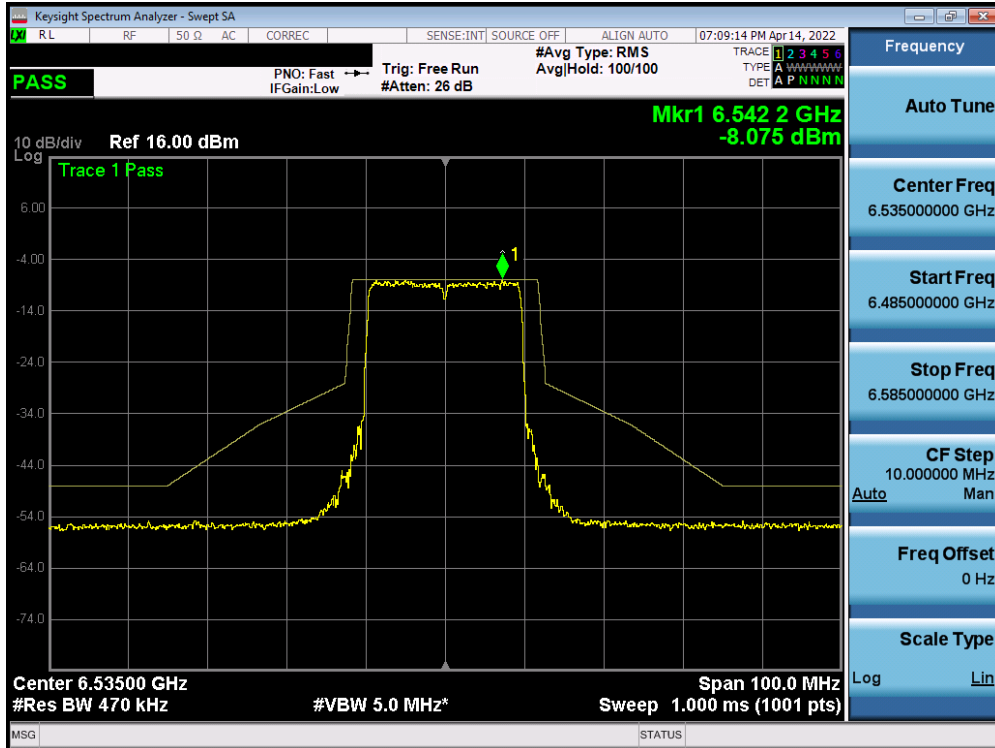 Keysight Spectrum Analyzer - Swept SA
LXI RL RF 50 Ω AC CORREC SENSE:INT SOURCE OFF ALIGN AUTO 07:09:14 PM Apr 14, 2022
#Avg Type: RMS TRACE 1 2 3 4 5 6
PNO: Fast Trig: Free Run Avg|Hold: 100/100 TYPE A WWWWW
PASS IFGain:Low #Atten: 26 dB DET A P N N N N
Mkr1 6.542 2 GHz
-8.075 dBm
10 dB/div Ref 16.00 dBm
Log
Trace 1 Pass
1
6.00
-4.00
-14.0
-24.0
-34.0
-44.0
-54.0
-64.0
-74.0
Center 6.53500 GHz Span 100.0 MHz
#Res BW 470 kHz #VBW 5.0 MHz* Sweep 1.000 ms (1001 pts)
MSG STATUS
Frequency
Auto Tune
Center Freq
6.535000000 GHz
Start Freq
6.485000000 GHz
Stop Freq
6.585000000 GHz
CF Step
10.000000 MHz
Auto Man
Freq Offset
0 Hz
Scale Type
Log Lin